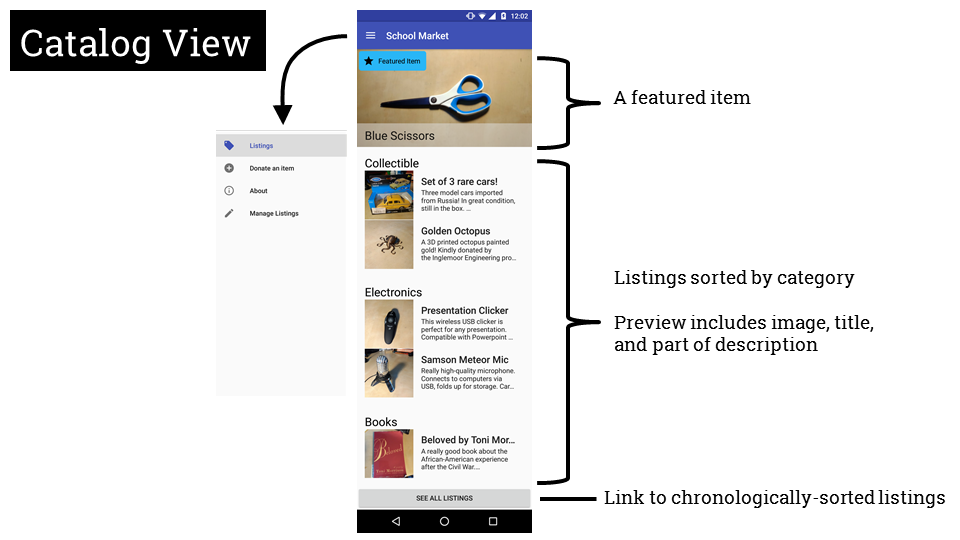 Catalog View
12:02
School Market
Featured Item
Blue Scissors
A featured item
Listings
Donate an item
About
Manage Listings
Collectible
Set of 3 rare cars!
Three model cars imported
from Russia! In great condition,
still in the box. ...
Golden Octopus
A 3D printed octopus painted
gold! Kindly donated by
the Inglemoor Engineering pro...
Electronics
Presentation Clicker
This wireless USB clicker is
perfect for any presentation.
Compatible with Powerpoint ...
Samson Meteor Mic
Really high-quality microphone.
Connects to computers via
USB, folds up for storage. Car...
Books
Beloved by Toni Mor...
A really good book about the
African-American experience
after the Civil War....
Beloved
SEE ALL LISTINGS
Listings sorted by category
Preview includes image, title,
and part of description
Link to chronologically-sorted listings